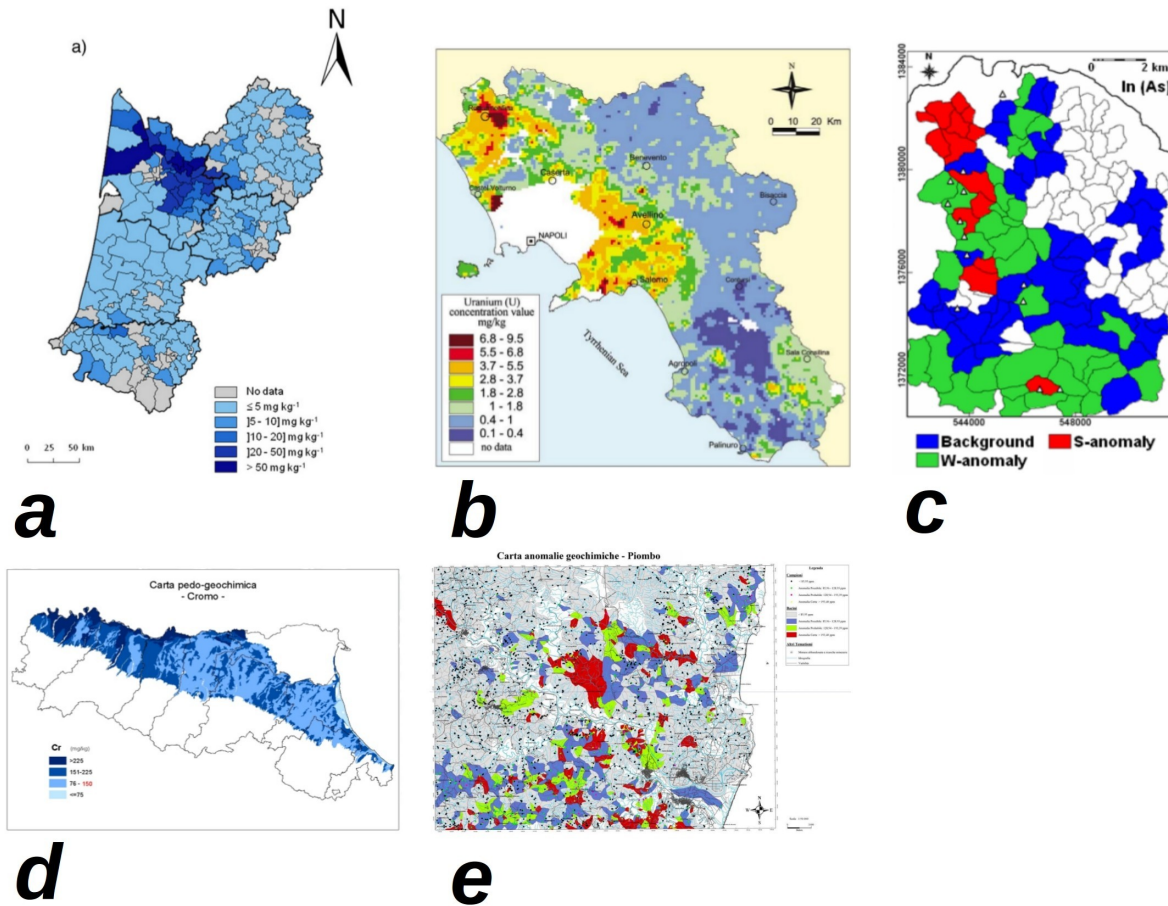 a)
N
No data
≤ 5 mg kg⁻¹
]5 - 10] mg kg⁻¹
]10 - 20] mg kg⁻¹
]20 - 50] mg kg⁻¹
> 50 mg kg⁻¹
0 25 50 km
a
N
0 10 20 Km
Benevento
Caserta
Bisaccia
Castel Volturno
Avellino
NAPOLI
Salerno
Uranium (U)
concentration value
mg/kg
6.8 - 9.5
5.5 - 6.8
3.7 - 5.5
2.8 - 3.7
1.8 - 2.8
1 - 1.8
0.4 - 1
0.1 - 0.4
no data
Tyrrhenian Sea
Agropoli
Sala Consilina
Palinuro
b
1384000
1380000
1376000
1372000
N
0 2 km
ln (As)
544000 548000
Background
S-anomaly
W-anomaly
c
Carta pedo-geochimica
- Cromo -
Cr (mg/kg)
>225
151-225
76 - 150
<=75
d
Carta anomalie geochimiche - Piombo
Legenda
N
W E
S
e